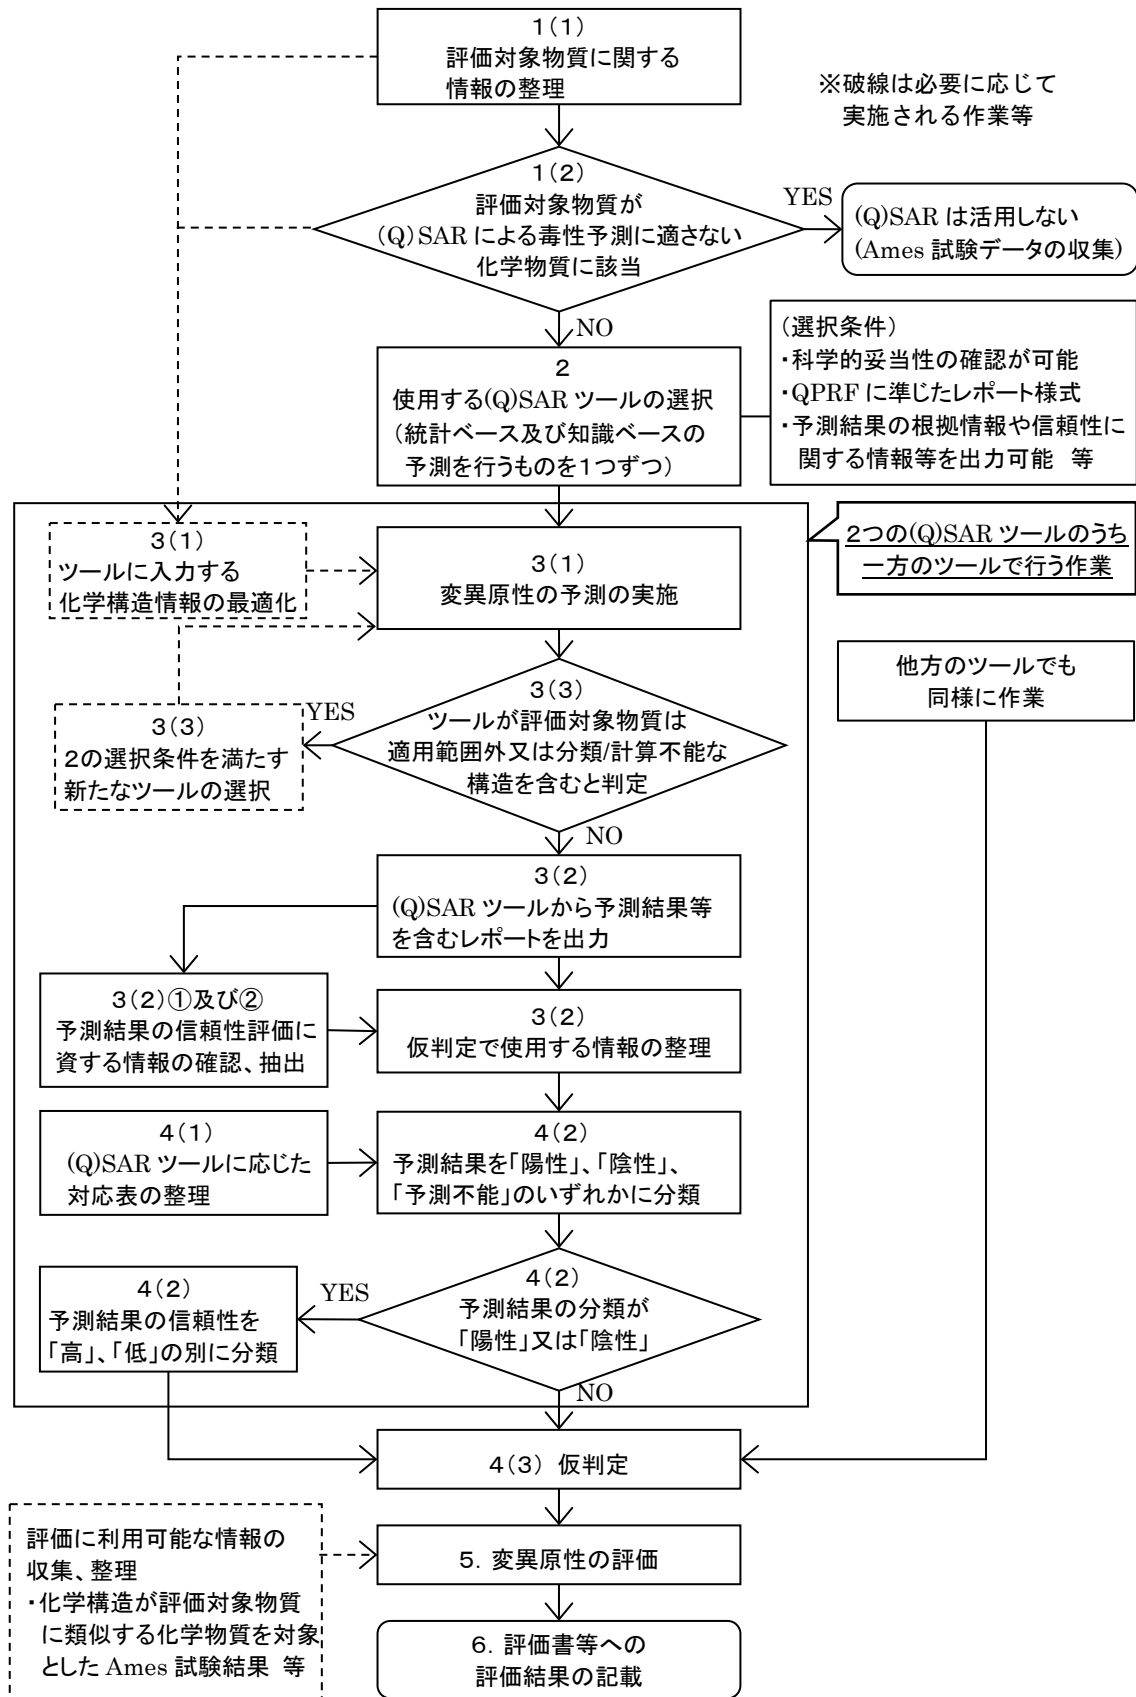 1(1)
評価対象物質に関する
情報の整理
※破線は必要に応じて
実施される作業等
1(2)
評価対象物質が
(Q)SAR による毒性予測に適さない
化学物質に該当
YES
(Q)SAR は活用しない
(Ames 試験データの収集)
NO
(選択条件)
・科学的妥当性の確認が可能
・QPRF に準じたレポート様式
・予測結果の根拠情報や信頼性に
関する情報等を出力可能 等
2
使用する(Q)SAR ツールの選択
(統計ベース及び知識ベースの
予測を行うものを1つずつ)
2つの(Q)SAR ツールのうち
一方のツールで行う作業
3(1)
ツールに入力する
化学構造情報の最適化
3(1)
変異原性の予測の実施
他方のツールでも
同様に作業
3(3)
ツールが評価対象物質は
適用範囲外又は分類/計算不能な
構造を含むと判定
YES
3(3)
2の選択条件を満たす
新たなツールの選択
NO
3(2)
(Q)SAR ツールから予測結果等
を含むレポートを出力
3(2)①及び②
予測結果の信頼性評価に
資する情報の確認、抽出
3(2)
仮判定で使用する情報の整理
4(1)
(Q)SAR ツールに応じた
対応表の整理
4(2)
予測結果を「陽性」、「陰性」、
「予測不能」のいずれかに分類
4(2)
予測結果の分類が
「陽性」又は「陰性」
YES
4(2)
予測結果の信頼性を
「高」、「低」の別に分類
NO
4(3) 仮判定
評価に利用可能な情報の
収集、整理
・化学構造が評価対象物質
に類似する化学物質を対象
とした Ames 試験結果 等
5. 変異原性の評価
6. 評価書等への
評価結果の記載